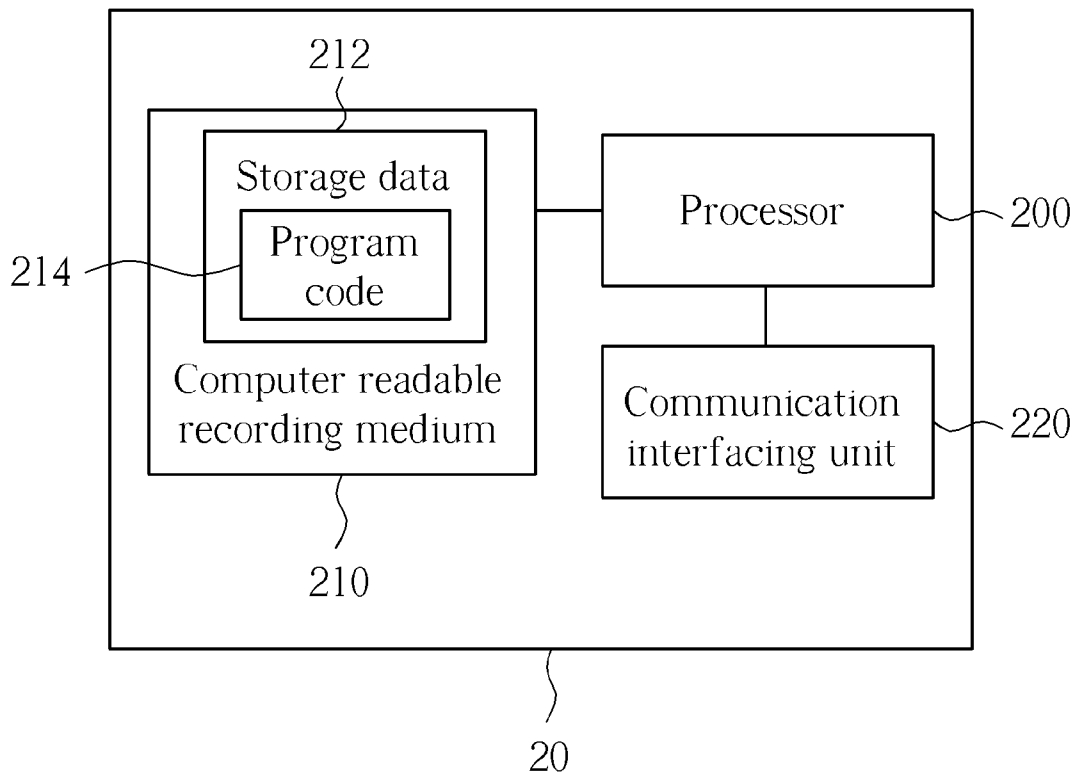 212
Storage data
Program
code
214
Computer readable
recording medium
210
Processor
200
Communication
interfacing unit
220
20